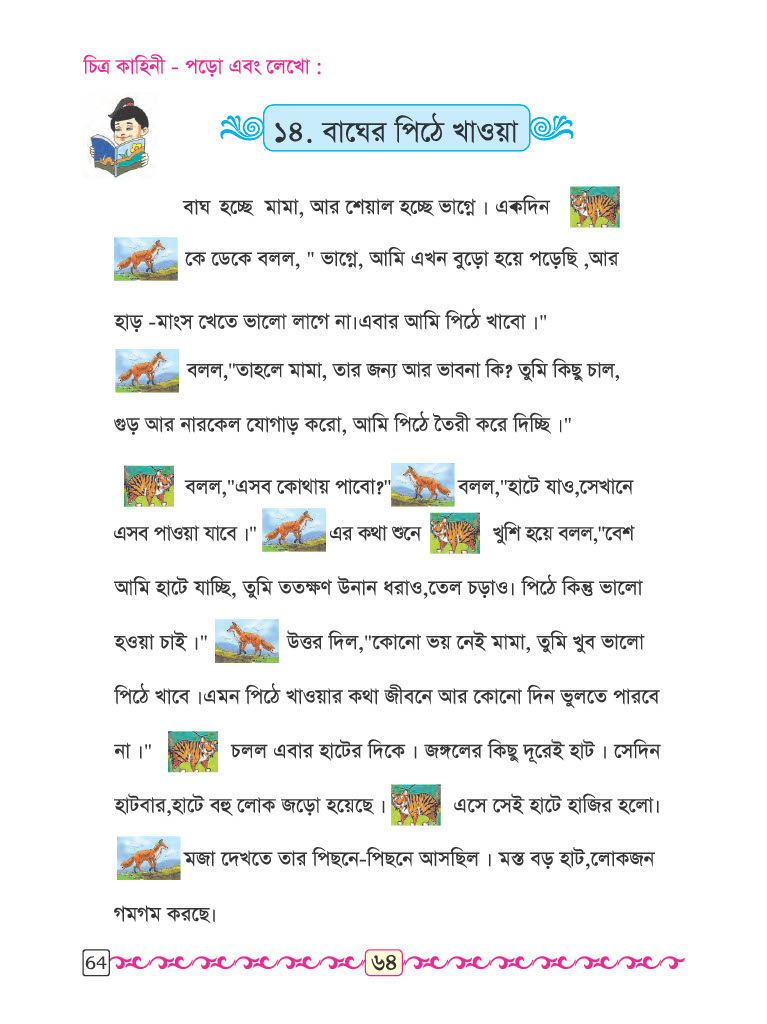 চিত্র কাহিনী - পড়ো এবং লেখো :
১৪. বাঘের পিঠে খাওয়া
বাঘ হচ্ছে মামা, আর শেয়াল হচ্ছে ভাগ্নে । একদিন
কে ডেকে বলল, " ভাগ্নে, আমি এখন বুড়ো হয়ে পড়েছি ,আর
হাড় -মাংস খেতে ভালো লাগে না।এবার আমি পিঠে খাবো ।"
বলল,"তাহলে মামা, তার জন্য আর ভাবনা কি? তুমি কিছু চাল,
গুড় আর নারকেল যোগাড় করো, আমি পিঠে তৈরী করে দিচ্ছি ।"
বলল,"এসব কোথায় পাবো?" বলল,"হাটে যাও,সেখানে
এসব পাওয়া যাবে ।" এর কথা শুনে খুশি হয়ে বলল,"বেশ
আমি হাটে যাচ্ছি, তুমি ততক্ষণ উনান ধরাও,তেল চড়াও। পিঠে কিন্তু ভালো
হওয়া চাই ।" উত্তর দিল,"কোনো ভয় নেই মামা, তুমি খুব ভালো
পিঠে খাবে ।এমন পিঠে খাওয়ার কথা জীবনে আর কোনো দিন ভুলতে পারবে
না ।" চলল এবার হাটের দিকে । জঙ্গলের কিছু দূরেই হাট । সেদিন
হাটবার,হাটে বহু লোক জড়ো হয়েছে । এসে সেই হাটে হাজির হলো।
মজা দেখতে তার পিছনে-পিছনে আসছিল । মস্ত বড় হাট,লোকজন
গমগম করছে।
64 ৬৪